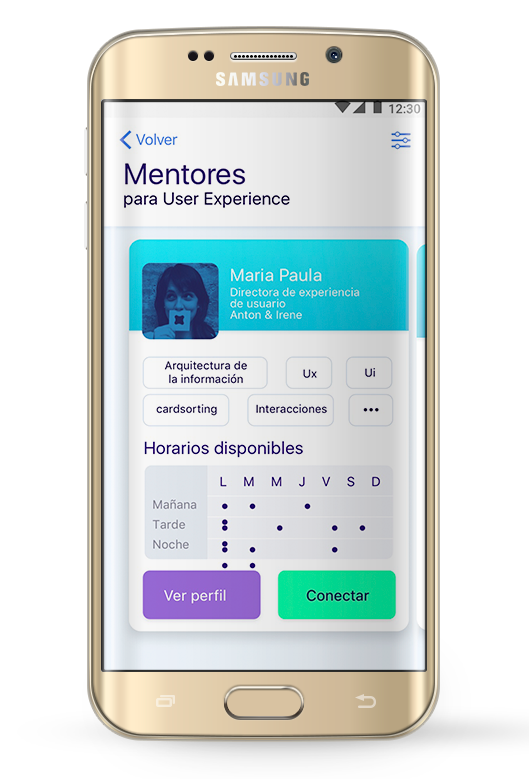 SAMSUNG
12:30
Volver
Mentores
para User Experience
Maria Paula
Directora de experiencia
de usuario
Anton & Irene
Arquitectura de
la información
Ux
Ui
cardsorting
Interacciones
•••
Horarios disponibles
L M M J V S D
Mañana
Tarde
Noche
Ver perfil
Conectar